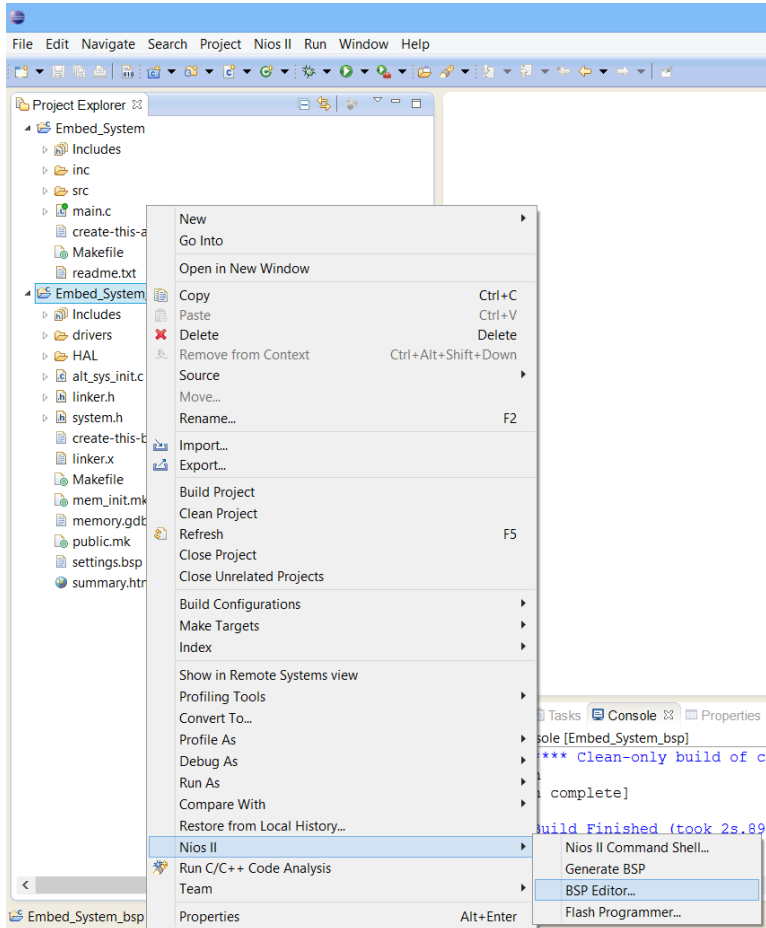 File Edit Navigate Search Project Nios II Run Window Help
Project Explorer
Embed_System
Includes
inc
src
main.c
create-this-a
Makefile
readme.txt
Embed_System_
Includes
drivers
HAL
alt_sys_init.c
linker.h
system.h
create-this-b
linker.x
Makefile
mem_init.mk
memory.gdb
public.mk
settings.bsp
summary.htm
Embed_System_bsp
New
Go Into
Open in New Window
Copy Ctrl+C
Paste Ctrl+V
Delete Delete
Remove from Context Ctrl+Alt+Shift+Down
Source
Move...
Rename... F2
Import...
Export...
Build Project
Clean Project
Refresh F5
Close Project
Close Unrelated Projects
Build Configurations
Make Targets
Index
Show in Remote Systems view
Profiling Tools
Convert To...
Profile As
Debug As
Run As
Compare With
Restore from Local History...
Nios II
Run C/C++ Code Analysis
Team
Properties Alt+Enter
Nios II Command Shell...
Generate BSP
BSP Editor...
Flash Programmer...
Tasks Console Properties
sole [Embed_System_bsp]
**** Clean-only build of c
complete]
Build Finished (took 2s.89